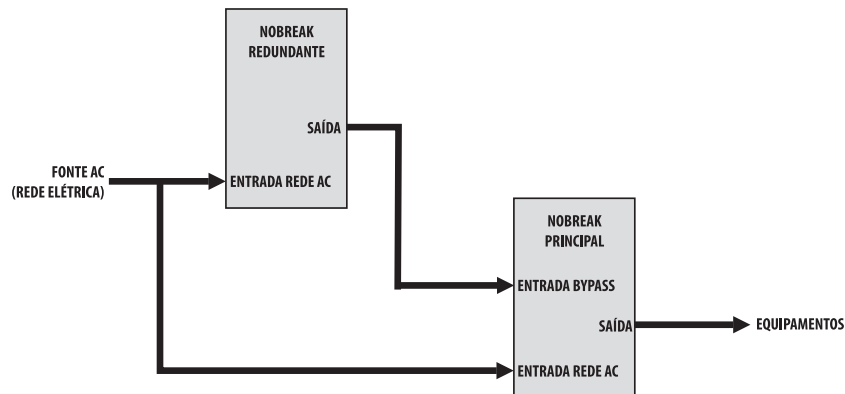 NOBREAK
REDUNDANTE
SAÍDA
FONTE AC
(REDE ELÉTRICA)
ENTRADA REDE AC
NOBREAK
PRINCIPAL
ENTRADA BYPASS
SAÍDA
EQUIPAMENTOS
ENTRADA REDE AC